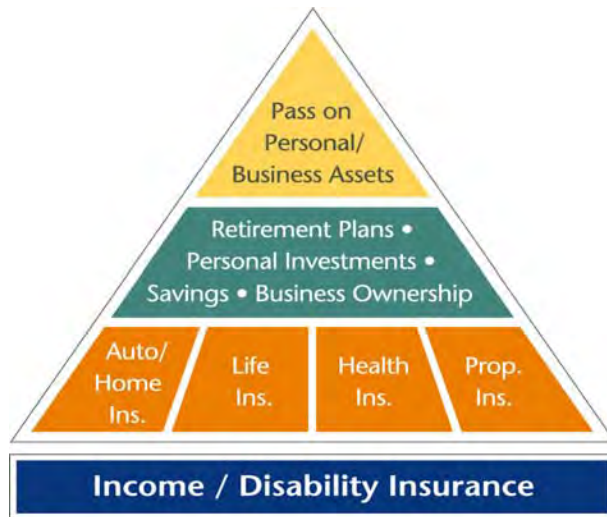 Pass on
Personal/
Business Assets
Retirement Plans •
Personal Investments •
Savings • Business Ownership
Auto/
Home
Ins.
Life
Ins.
Health
Ins.
Prop.
Ins.
Income / Disability Insurance